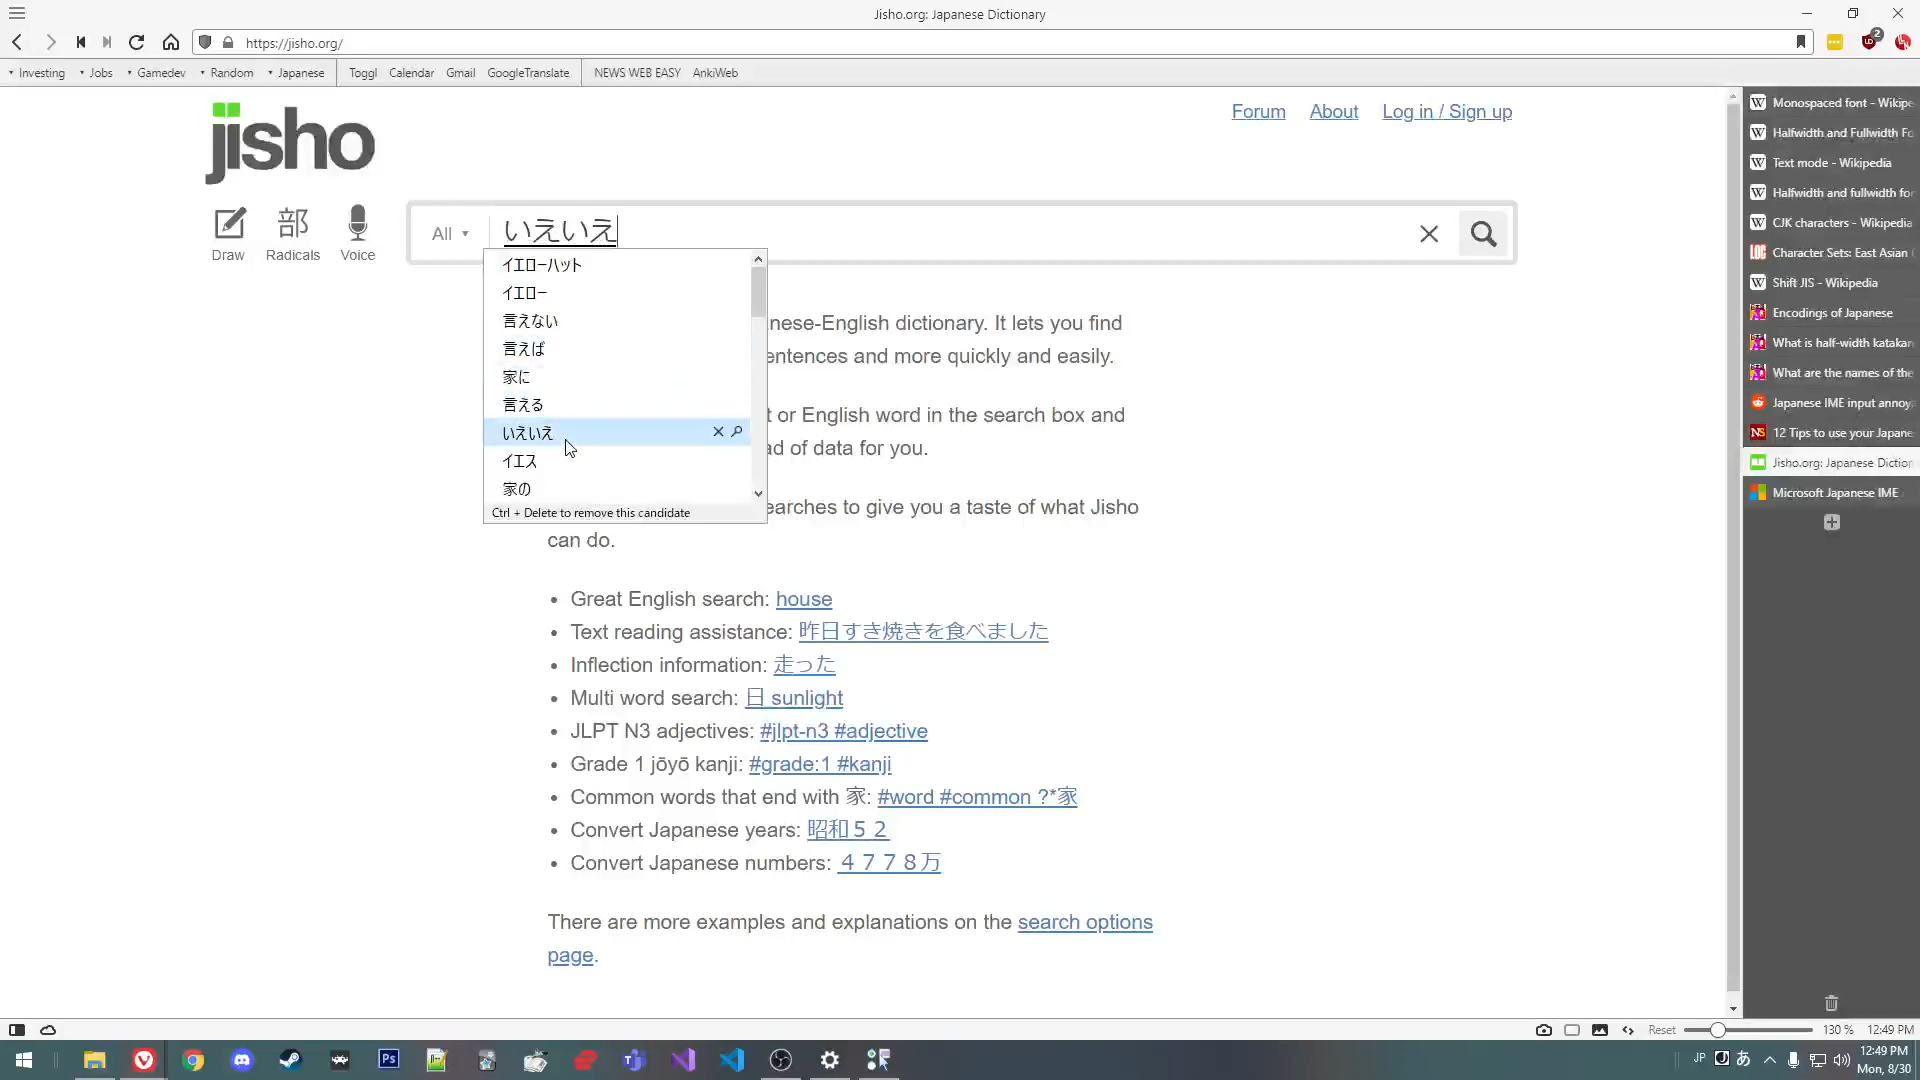 Jisho.org: Japanese Dictionary
https://jisho.org/
2
Investing Jobs Gamedev Random Japanese Toggl Calendar Gmail GoogleTranslate NEWS WEB EASY AnkiWeb
jisho
Forum About Log in / Sign up
Draw Radicals Voice
部
All いえいえ
イエローハット
イエロー
言えない
言えば
家に
言える
いえいえ
イエス
家の
Ctrl + Delete to remove this candidate
nese-English dictionary. It lets you find
entences and more quickly and easily.
t or English word in the search box and
ad of data for you.
earches to give you a taste of what Jisho
can do.
Great English search: house
Text reading assistance: 昨日すき焼きを食べました
Inflection information: 走った
Multi word search: 日 sunlight
JLPT N3 adjectives: #jlpt-n3 #adjective
Grade 1 jōyō kanji: #grade:1 #kanji
Common words that end with 家: #word #common ?*家
Convert Japanese years: 昭和５２
Convert Japanese numbers: ４７７８万
There are more examples and explanations on the search options
page.
Monospaced font - Wikipe
Halfwidth and Fullwidth Fo
Text mode - Wikipedia
Halfwidth and fullwidth for
CJK characters - Wikipedia
Character Sets: East Asian
Shift JIS - Wikipedia
Encodings of Japanese
What is half-width katakan
What are the names of the
Japanese IME input annoy
12 Tips to use your Japane
Jisho.org: Japanese Diction
Microsoft Japanese IME
Reset 130 % 12:49 PM
Ps
JP あ
12:49 PM
Mon, 8/30